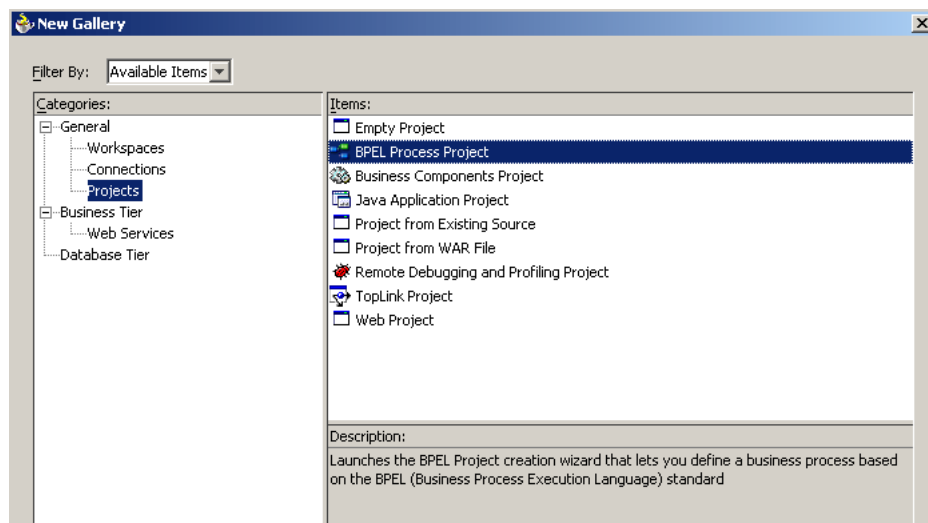 New Gallery
Filter By: Available Items
Categories:
General
Workspaces
Connections
Projects
Business Tier
Web Services
Database Tier
Items:
Empty Project
BPEL Process Project
Business Components Project
Java Application Project
Project from Existing Source
Project from WAR File
Remote Debugging and Profiling Project
TopLink Project
Web Project
Description:
Launches the BPEL Project creation wizard that lets you define a business process based
on the BPEL (Business Process Execution Language) standard